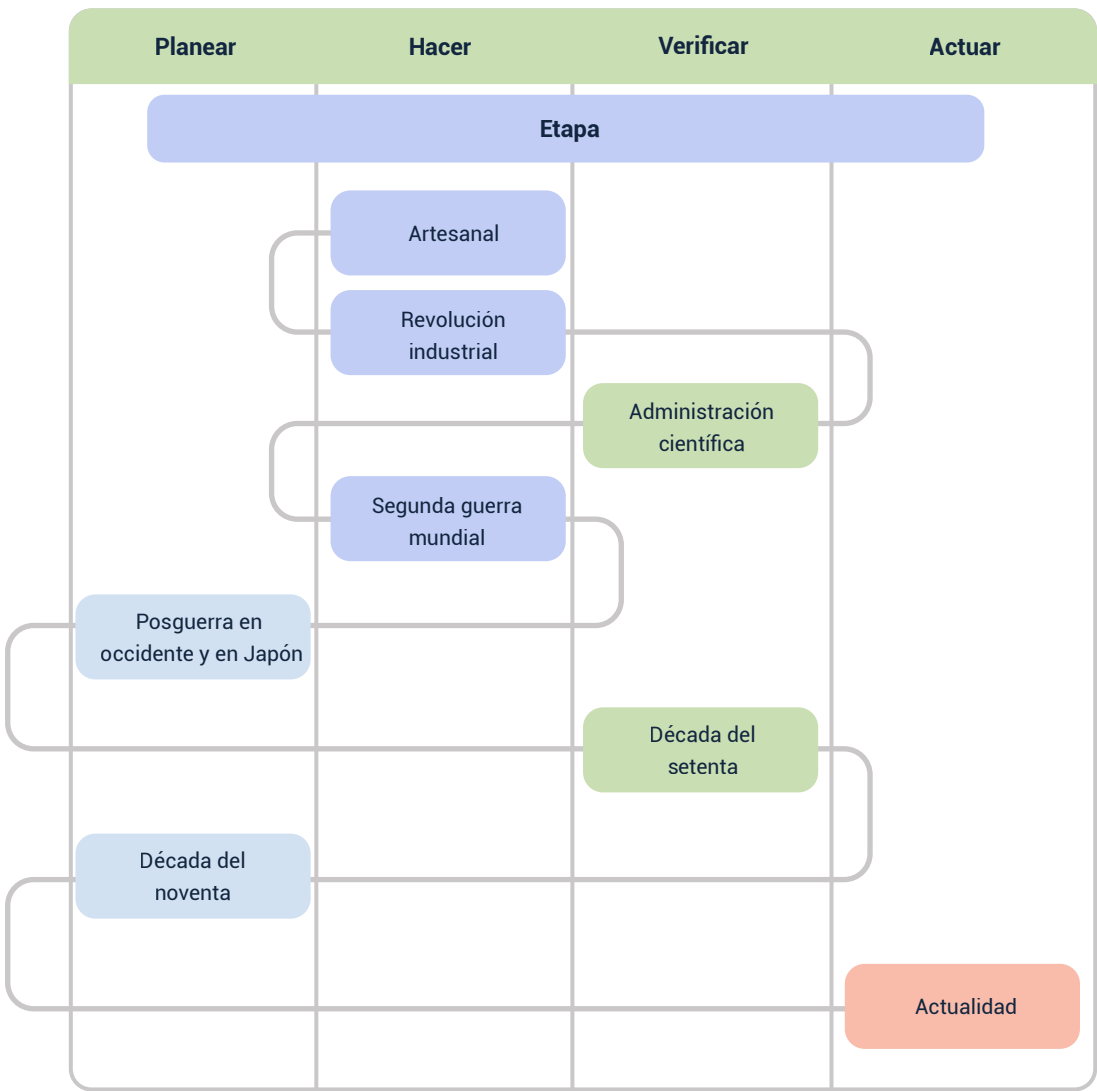 Planear Hacer Verificar Actuar
Etapa
Artesanal
Revolución
industrial
Administración
científica
Segunda guerra
mundial
Posguerra en
occidente y en Japón
Década del
setenta
Década del
noventa
Actualidad